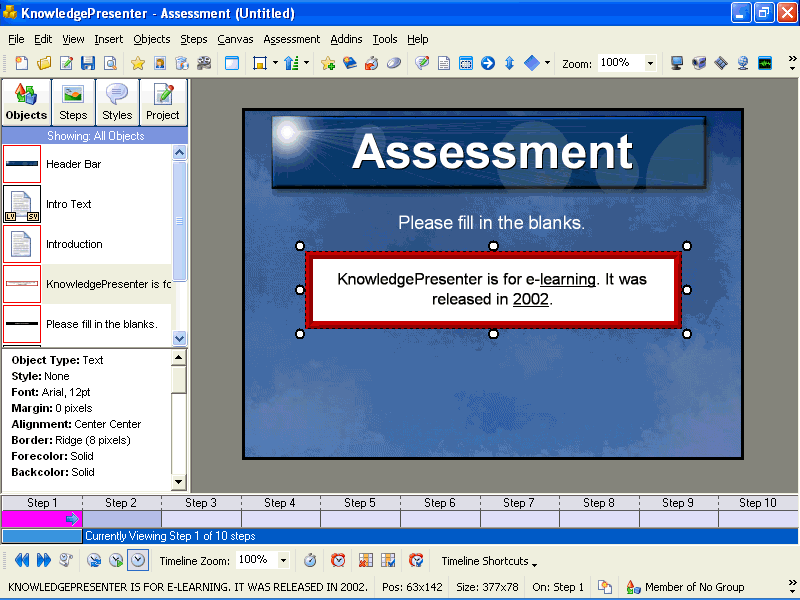 KnowledgePresenter - Assessment (Untitled)
File Edit View Insert Objects Steps Canvas Assessment Addins Tools Help
Zoom: 100%
Objects Steps Styles Project
Showing: All Objects
Header Bar
Intro Text
LV SV
Introduction
KnowledgePresenter is fo
Please fill in the blanks.
Object Type: Text
Style: None
Font: Arial, 12pt
Margin: 0 pixels
Alignment: Center Center
Border: Ridge (8 pixels)
Forecolor: Solid
Backcolor: Solid
Assessment
Please fill in the blanks.
KnowledgePresenter is for e-learning. It was
released in 2002.
Step 1 Step 2 Step 3 Step 4 Step 5 Step 6 Step 7 Step 8 Step 9 Step 10
Currently Viewing Step 1 of 10 steps
Timeline Zoom: 100% Timeline Shortcuts
KNOWLEDGEPRESENTER IS FOR E-LEARNING. IT WAS RELEASED IN 2002. Pos: 63x142 Size: 377x78 On: Step 1 Member of No Group